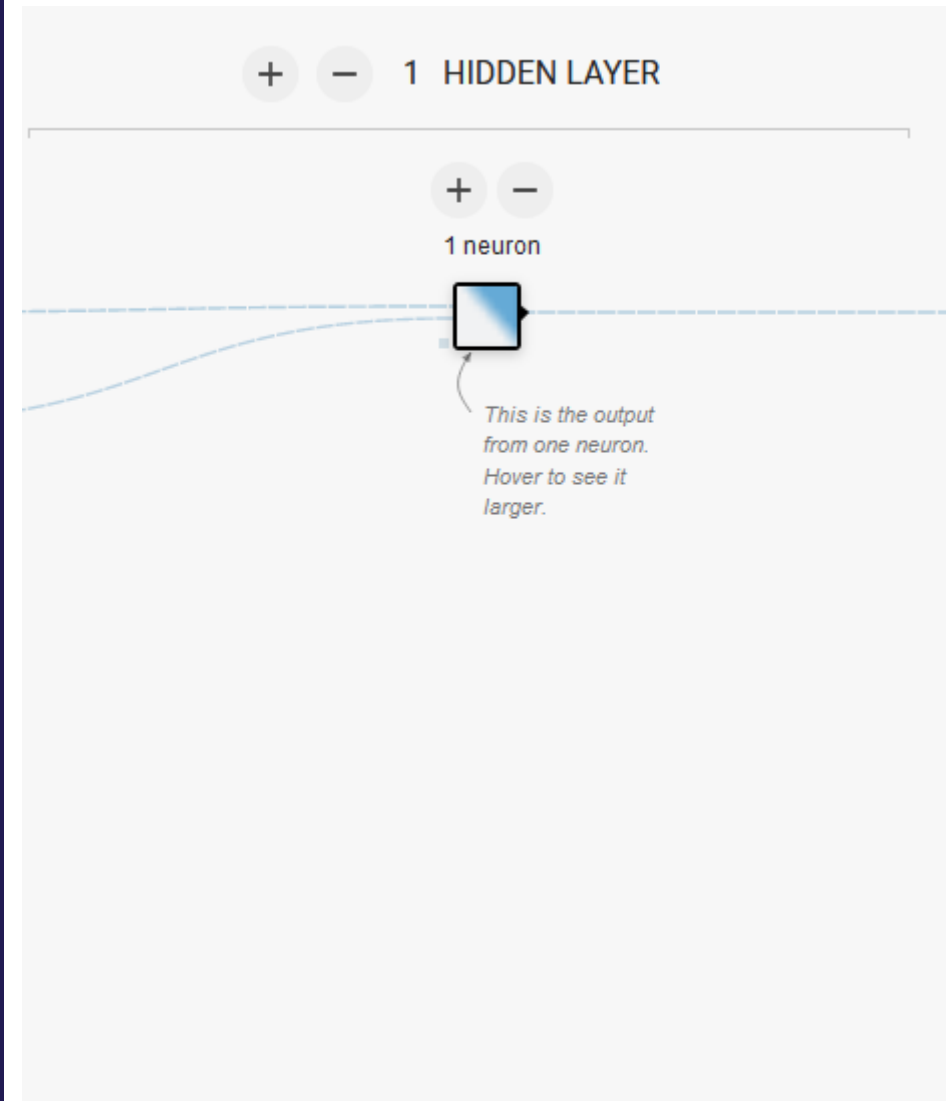 + − 1 HIDDEN LAYER
+ −
1 neuron
This is the output
from one neuron.
Hover to see it
larger.